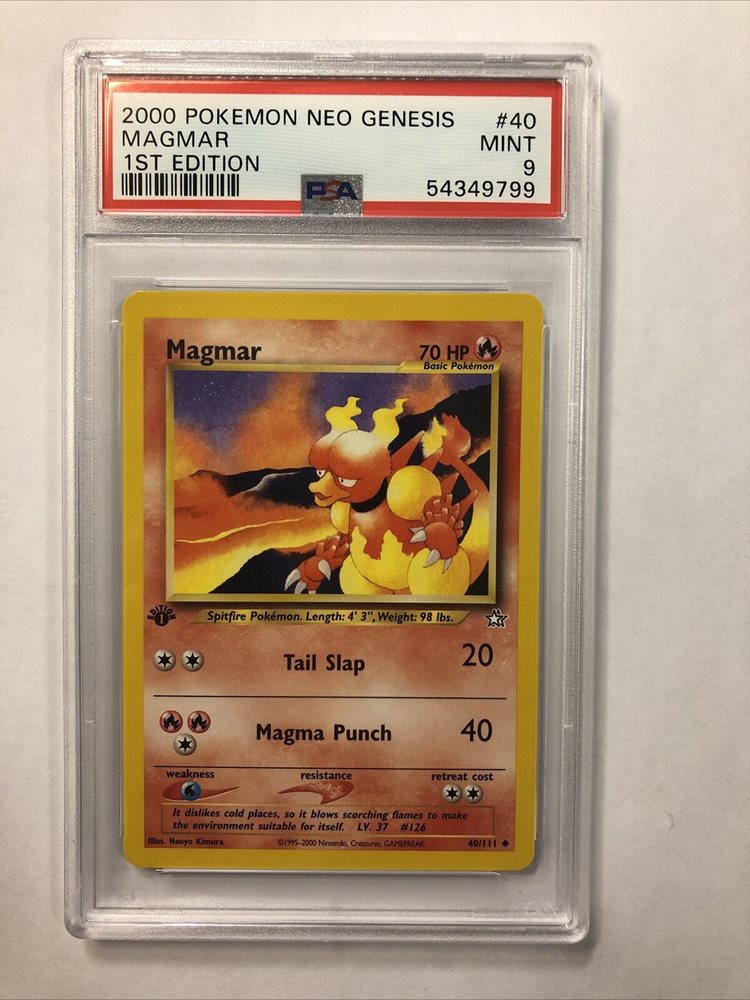 2000 POKEMON NEO GENESIS #40
MAGMAR MINT
1ST EDITION 9
PSA 54349799
Magmar 70 HP
Basic Pokémon
EDITION 1
Spitfire Pokémon. Length: 4' 3", Weight: 98 lbs.
Tail Slap 20
Magma Punch 40
weakness resistance retreat cost
It dislikes cold places, so it blows scorching flames to make
the environment suitable for itself. LV. 37 #126
Illus. Naoyo Kimura ©1995-2000 Nintendo, Creatures, GAMEFREAK. 40/111